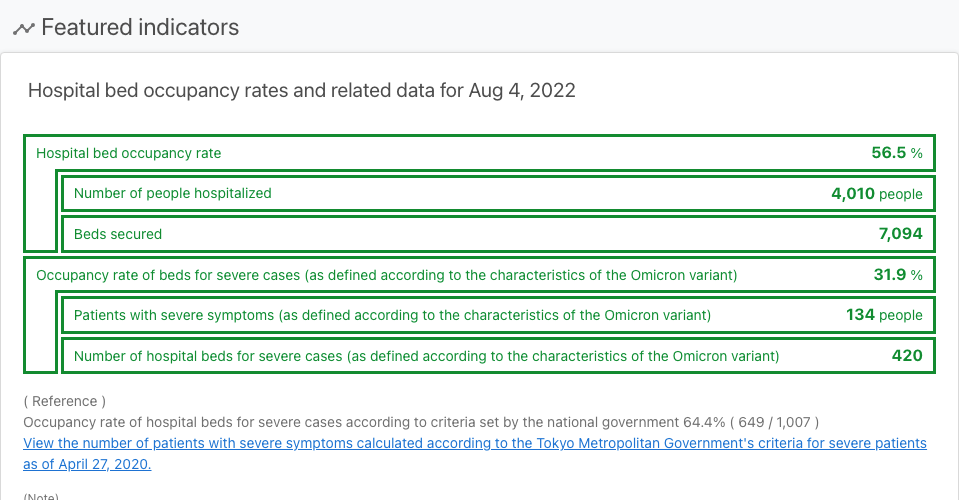 Featured indicators
Hospital bed occupancy rates and related data for Aug 4, 2022
Hospital bed occupancy rate 56.5 %
Number of people hospitalized 4,010 people
Beds secured 7,094
Occupancy rate of beds for severe cases (as defined according to the characteristics of the Omicron variant) 31.9 %
Patients with severe symptoms (as defined according to the characteristics of the Omicron variant) 134 people
Number of hospital beds for severe cases (as defined according to the characteristics of the Omicron variant) 420
( Reference )
Occupancy rate of hospital beds for severe cases according to criteria set by the national government 64.4% ( 649 / 1,007 )
View the number of patients with severe symptoms calculated according to the Tokyo Metropolitan Government's criteria for severe patients
as of April 27, 2020.
(Note)